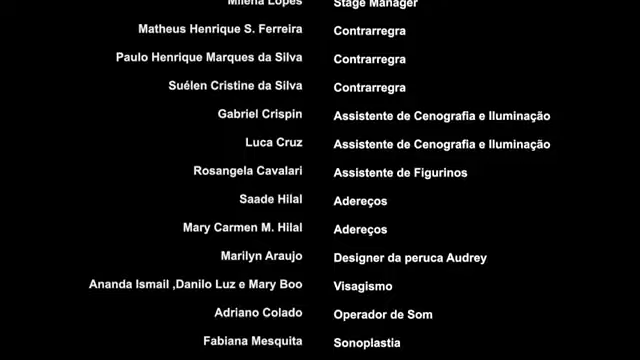 Milena Lopes Stage Manager
Matheus Henrique S. Ferreira Contrarregra
Paulo Henrique Marques da Silva Contrarregra
Suélen Cristine da Silva Contrarregra
Gabriel Crispin Assistente de Cenografia e Iluminação
Luca Cruz Assistente de Cenografia e Iluminação
Rosangela Cavalari Assistente de Figurinos
Saade Hilal Adereços
Mary Carmen M. Hilal Adereços
Marilyn Araujo Designer da peruca Audrey
Ananda Ismail ,Danilo Luz e Mary Boo Visagismo
Adriano Colado Operador de Som
Fabiana Mesquita Sonoplastia